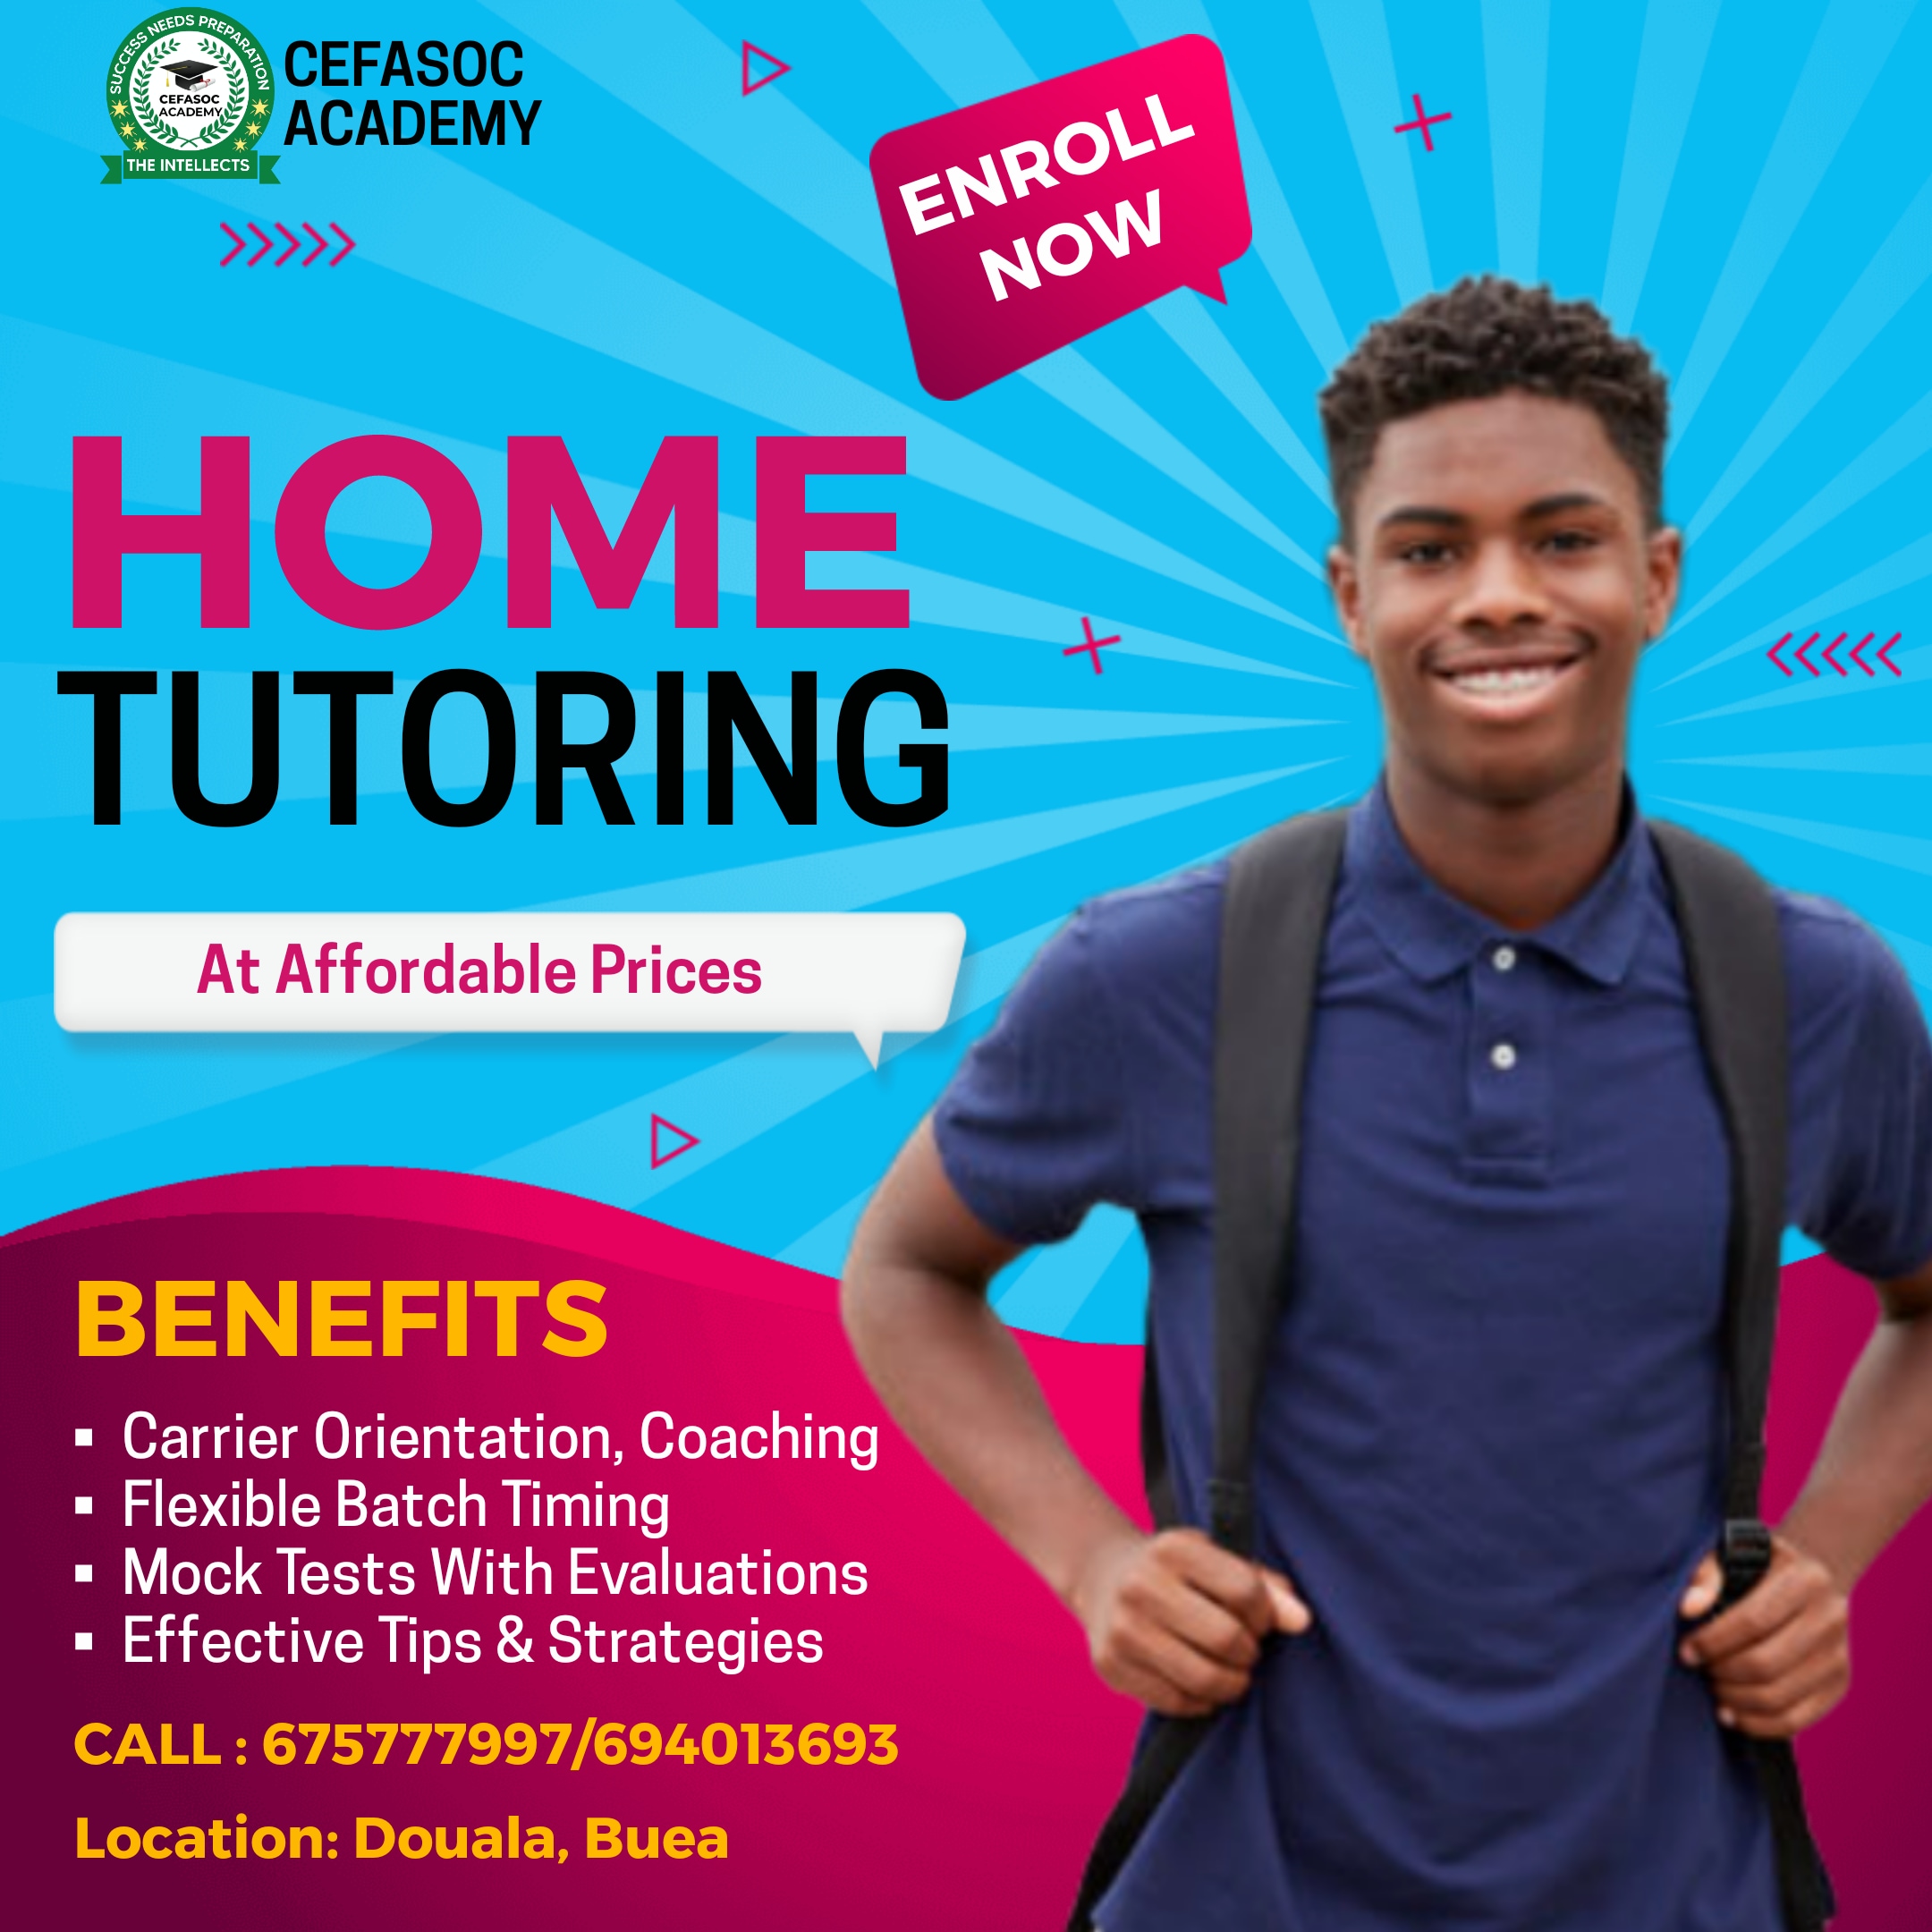 SUCCESS NEEDS PREPARATION
CEFASOC
ACADEMY
THE INTELLECTS
CEFASOC
ACADEMY
ENROLL
NOW
HOME
TUTORING
At Affordable Prices
BENEFITS
▪ Carrier Orientation, Coaching
▪ Flexible Batch Timing
▪ Mock Tests With Evaluations
▪ Effective Tips & Strategies
CALL : 675777997/694013693
Location: Douala, Buea